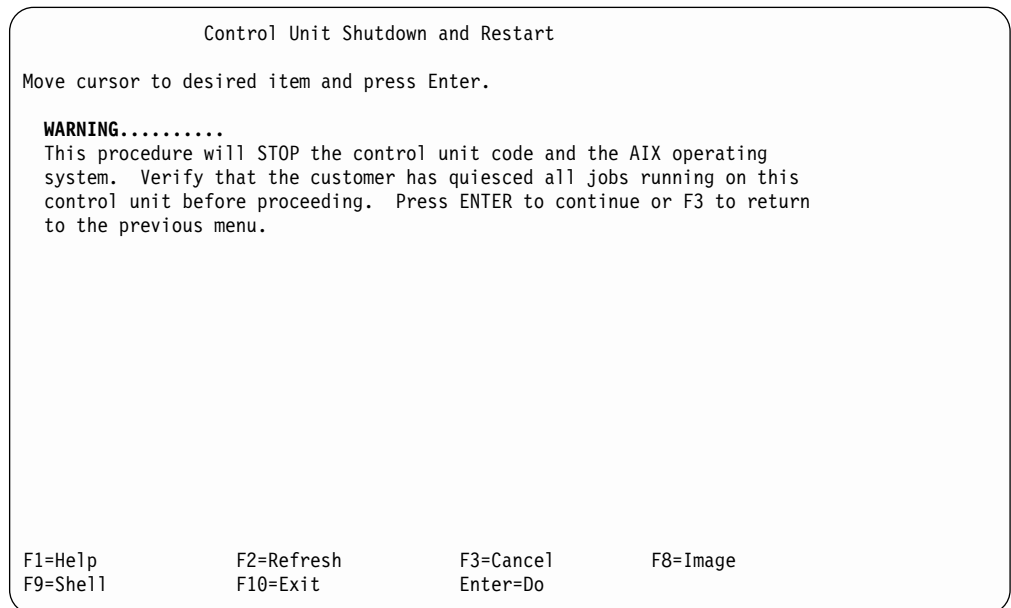 Control Unit Shutdown and Restart
Move cursor to desired item and press Enter.
WARNING..........
This procedure will STOP the control unit code and the AIX operating
system.  Verify that the customer has quiesced all jobs running on this
control unit before proceeding.  Press ENTER to continue or F3 to return
to the previous menu.
F1=Help F2=Refresh F3=Cancel F8=Image
F9=Shell F10=Exit Enter=Do